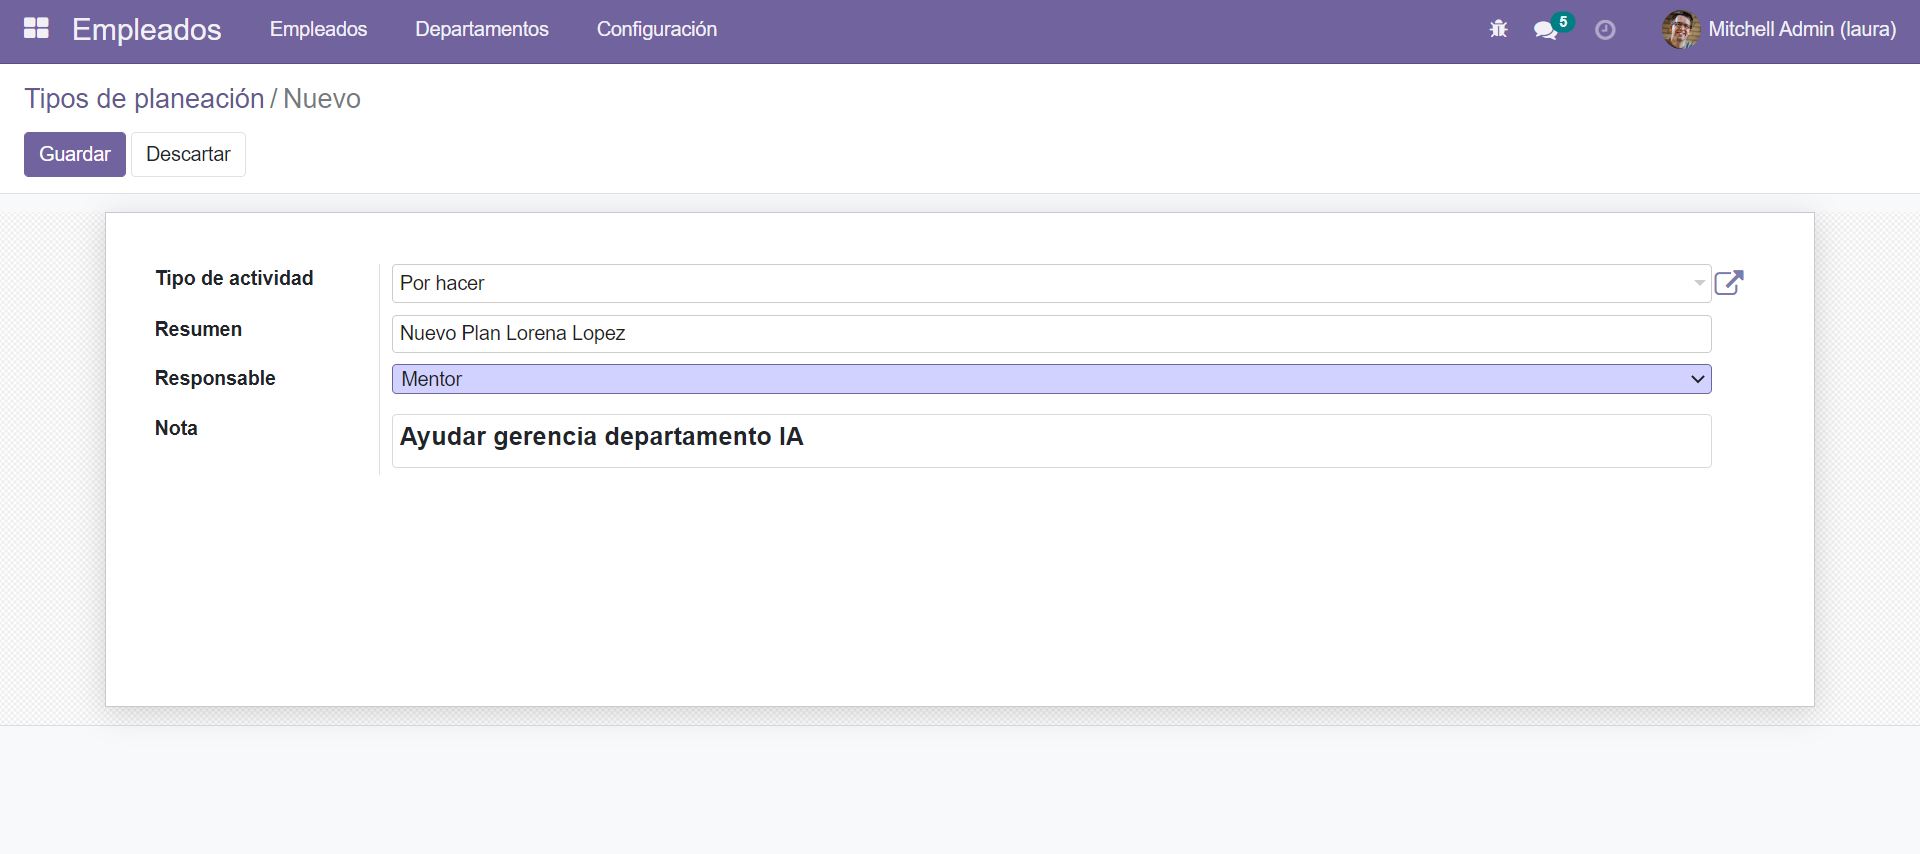 Empleados Empleados Departamentos Configuración 5 Mitchell Admin (laura)
Tipos de planeación / Nuevo
Guardar Descartar
Tipo de actividad Por hacer
Resumen Nuevo Plan Lorena Lopez
Responsable Mentor
Nota Ayudar gerencia departamento IA